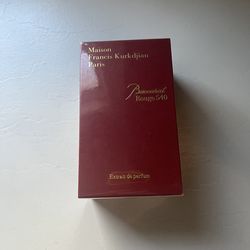 Maison
Francis Kurkdjian
Paris
Baccarat
Rouge 540
Extrait de parfum